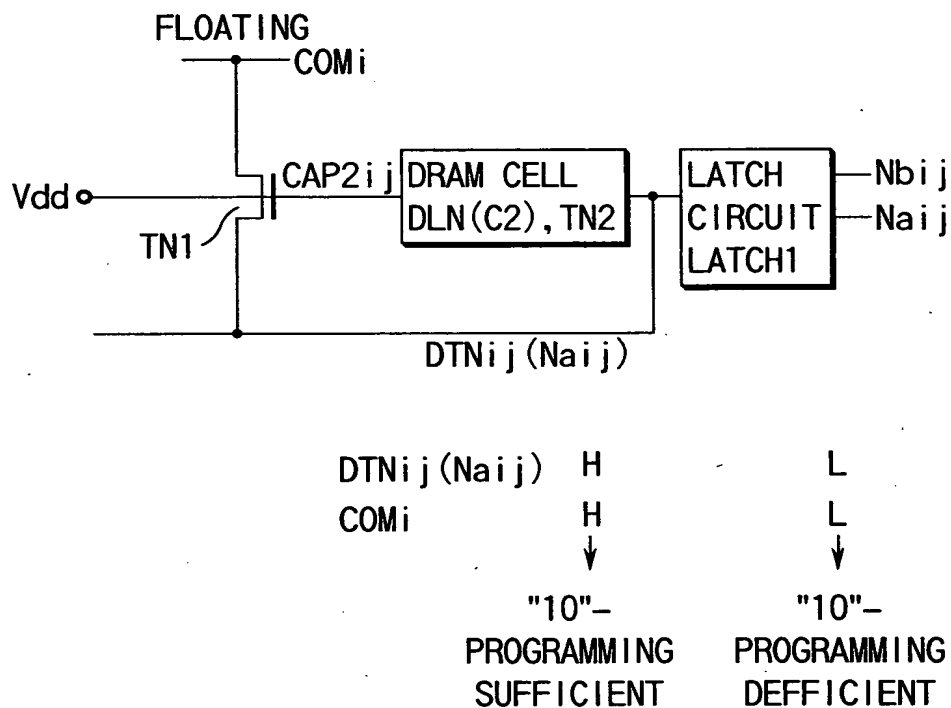 FLOATING
COMi
Vdd
TN1
CAP2ij
DRAM CELL
DLN(C2), TN2
LATCH
CIRCUIT
LATCH1
Nbij
Naij
DTNij(Naij)
DTNij(Naij) H L
COMi H L
"10"- "10"-
PROGRAMMING PROGRAMMING
SUFFICIENT DEFFICIENT